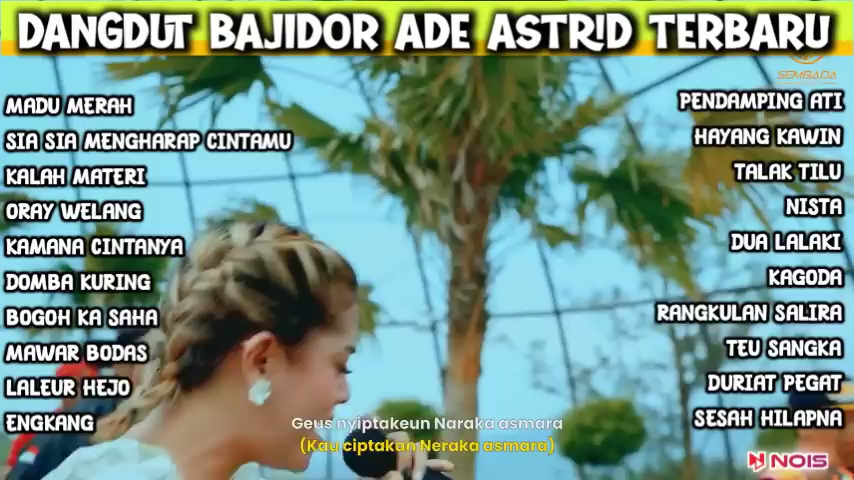 DANGDUT BAJIDOR ADE ASTRID TERBARU
SEMBADA
MADU MERAH
SIA SIA MENGHARAP CINTAMU
KALAH MATERI
ORAY WELANG
KAMANA CINTANYA
DOMBA KURING
BOGOH KA SAHA
MAWAR BODAS
LALEUR HEJO
ENGKANG
PENDAMPING ATI
HAYANG KAWIN
TALAK TILU
NISTA
DUA LALAKI
KAGODA
RANGKULAN SALIRA
TEU SANGKA
DURIAT PEGAT
SESAH HILAPNA
Geus nyiptakeun Naraka asmara
(Kau ciptakan Neraka asmara)
NOIS